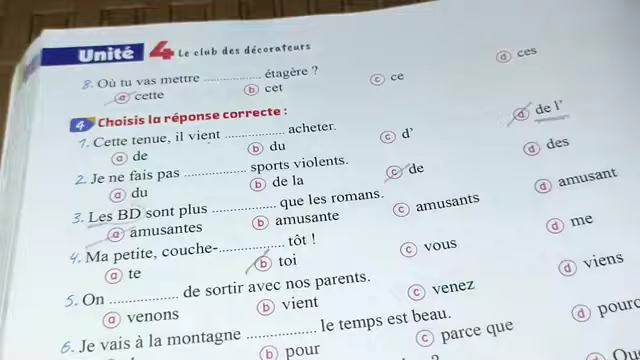 Unité 4 Le club des décorateurs
8. Où tu vas mettre ................ étagère ?
a cette b cet c ce d ces
4 Choisis la réponse correcte :
1. Cette tenue, il vient ................ acheter.
a de b du c d' d de l'
2. Je ne fais pas ................ sports violents.
a du b de la c de d des
3. Les BD sont plus ................ que les romans.
a amusantes b amusante c amusants d amusant
4. Ma petite, couche-................ tôt !
a te b toi c vous d me
5. On ................ de sortir avec nos parents.
a venons b vient c venez d viens
6. Je vais à la montagne ................ le temps est beau.
b pour c parce que d pourq